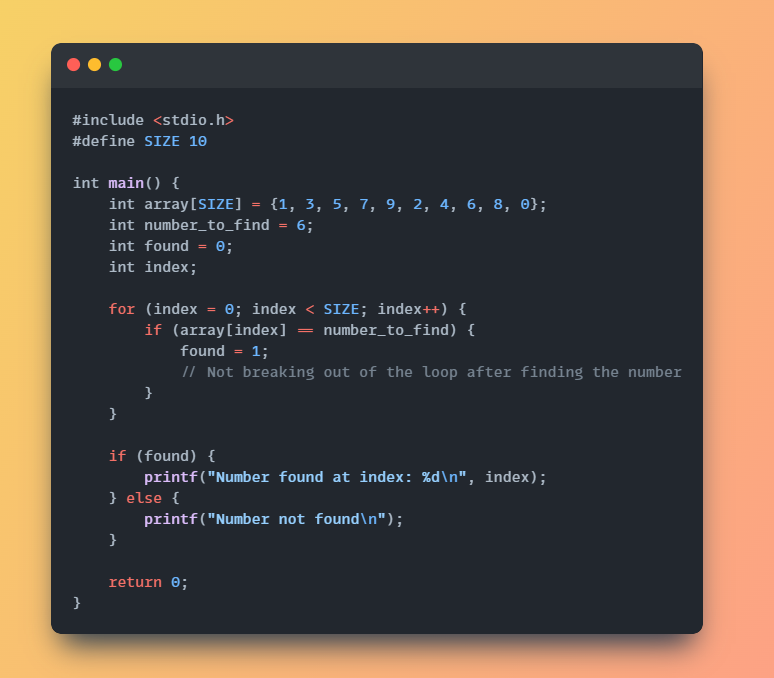 #include <stdio.h>
#define SIZE 10

int main() {
    int array[SIZE] = {1, 3, 5, 7, 9, 2, 4, 6, 8, 0};
    int number_to_find = 6;
    int found = 0;
    int index;

    for (index = 0; index < SIZE; index++) {
        if (array[index] == number_to_find) {
            found = 1;
            // Not breaking out of the loop after finding the number
        }
    }

    if (found) {
        printf("Number found at index: %d\n", index);
    } else {
        printf("Number not found\n");
    }

    return 0;
}